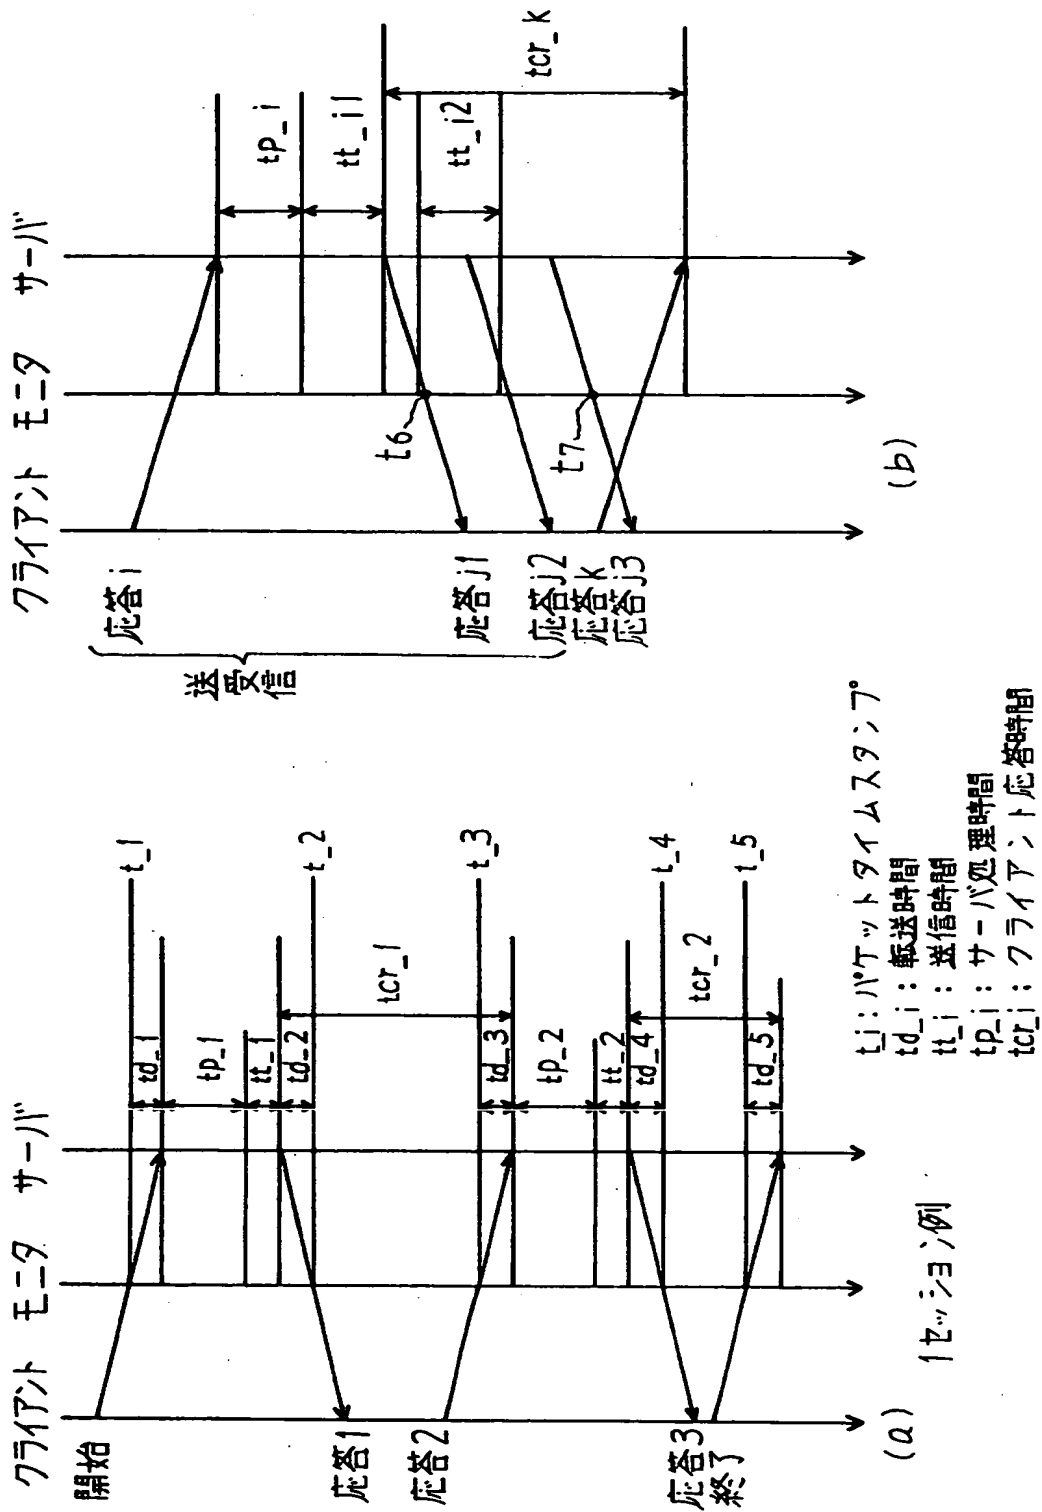 クライアント モニタ サーバ
開始
応答1
応答2
応答3
終了
t_1
td_1
tp_1
tt_1
td_2
t_2
tcr_1
t_3
td_3
tp_2
tt_2
td_4
t_4
tcr_2
t_5
td_5
(a)
1セッション例
クライアント モニタ サーバ
応答i
送受信
応答j1
応答j2
応答k
応答j3
tp_i
tt_i1
tt_i2
tcr_k
t6
t7
(b)
t_i:パケットタイムスタンプ
td_i:転送時間
tt_i:送信時間
tp_i:サーバ処理時間
tcr_i:クライアント応答時間